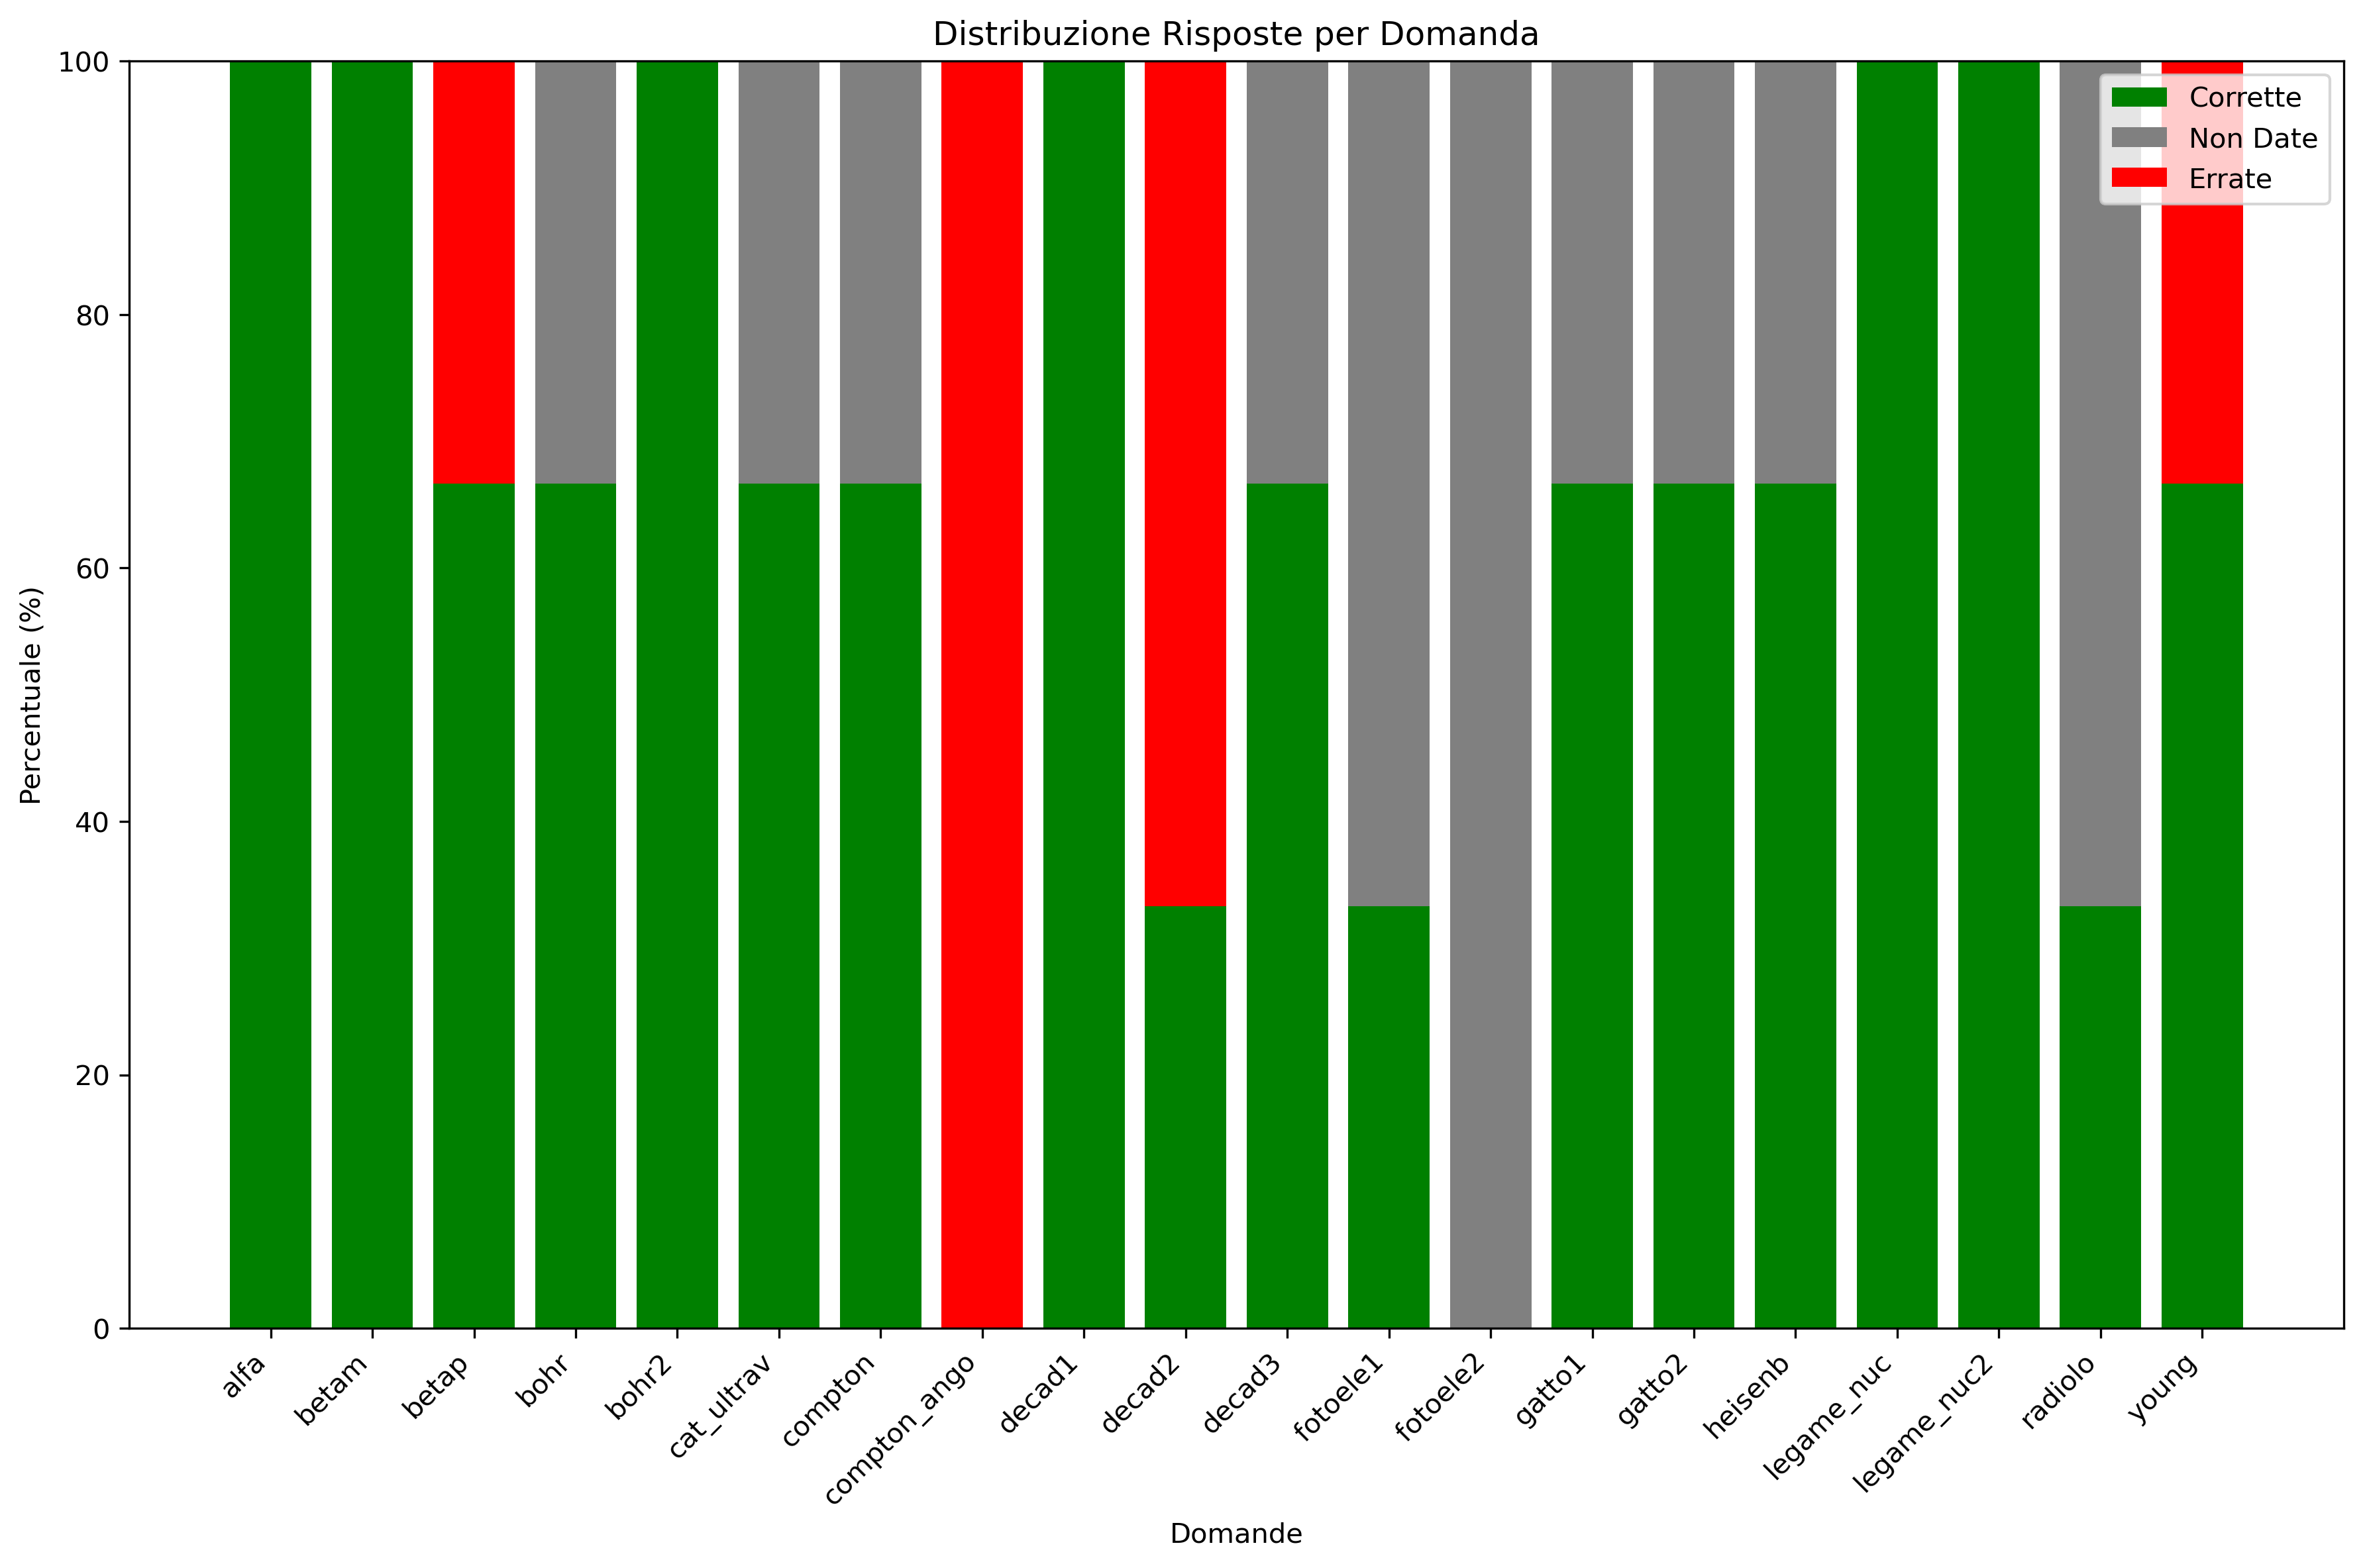 Distribuzione Risposte per Domanda
Percentuale (%)
100
80
60
40
20
0
Corrette
Non Date
Errate
alfa
betam
betap
bohr
bohr2
cat_ultrav
compton
compton_ango
decad1
decad2
decad3
fotoele1
fotoele2
gatto1
gatto2
heisenb
legame_nuc
legame_nuc2
radiolo
young
Domande